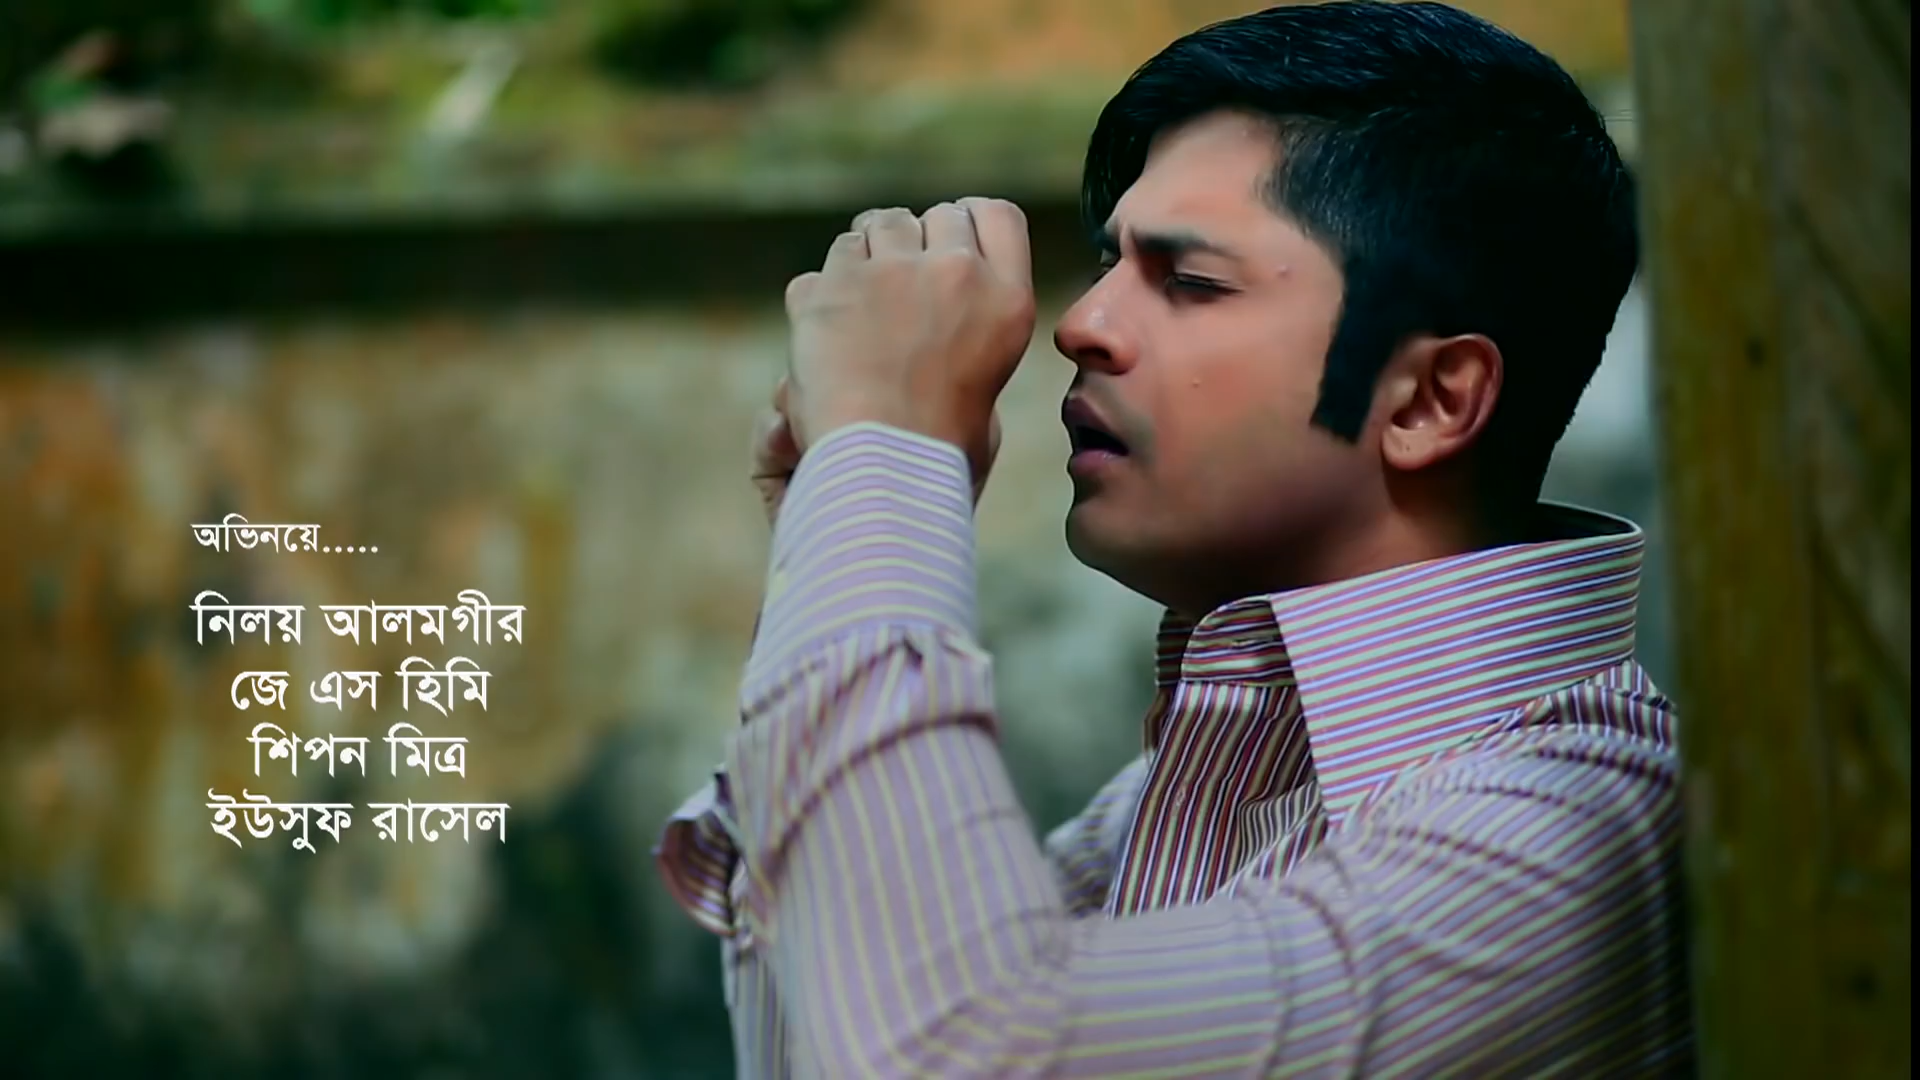 অভিনয়ে.....
নিলয় আলমগীর
জে এস হিমি
শিপন মিত্র
ইউসুফ রাসেল